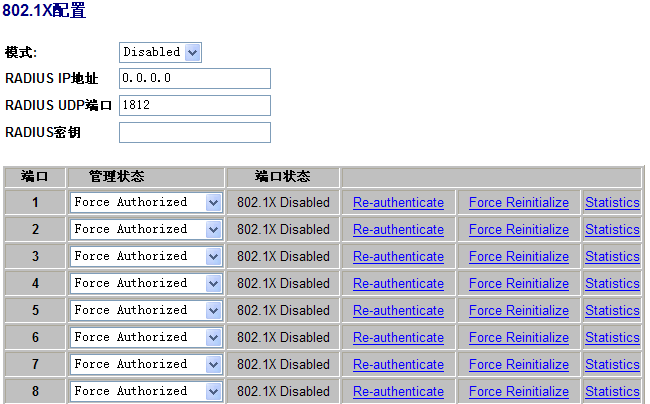 802.1X配置
模式: Disabled
RADIUS IP地址 0.0.0.0
RADIUS UDP端口 1812
RADIUS密钥
端口 管理状态 端口状态
1 Force Authorized 802.1X Disabled Re-authenticate Force Reinitialize Statistics
2 Force Authorized 802.1X Disabled Re-authenticate Force Reinitialize Statistics
3 Force Authorized 802.1X Disabled Re-authenticate Force Reinitialize Statistics
4 Force Authorized 802.1X Disabled Re-authenticate Force Reinitialize Statistics
5 Force Authorized 802.1X Disabled Re-authenticate Force Reinitialize Statistics
6 Force Authorized 802.1X Disabled Re-authenticate Force Reinitialize Statistics
7 Force Authorized 802.1X Disabled Re-authenticate Force Reinitialize Statistics
8 Force Authorized 802.1X Disabled Re-authenticate Force Reinitialize Statistics